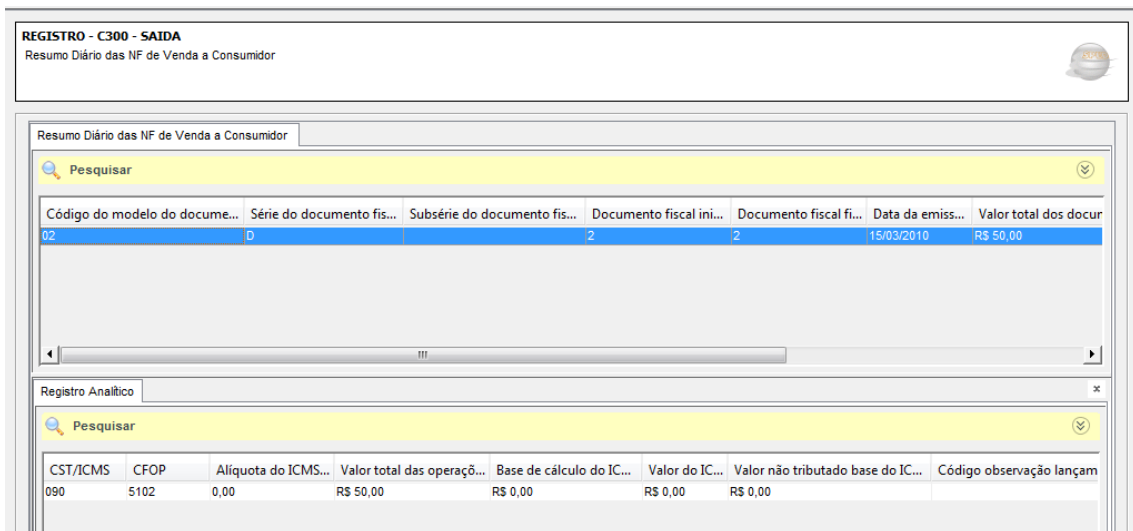 REGISTRO - C300 - SAIDA
Resumo Diário das NF de Venda a Consumidor
Resumo Diário das NF de Venda a Consumidor
Pesquisar
Código do modelo do docume... Série do documento fis... Subsérie do documento fis... Documento fiscal ini... Documento fiscal fi... Data da emiss... Valor total dos docur
02 D 2 2 15/03/2010 R$ 50,00
Registro Analítico
Pesquisar
CST/ICMS CFOP Alíquota do ICMS... Valor total das operaçõ... Base de cálculo do IC... Valor do IC... Valor não tributado base do IC... Código observação lançam
090 5102 0,00 R$ 50,00 R$ 0,00 R$ 0,00 R$ 0,00